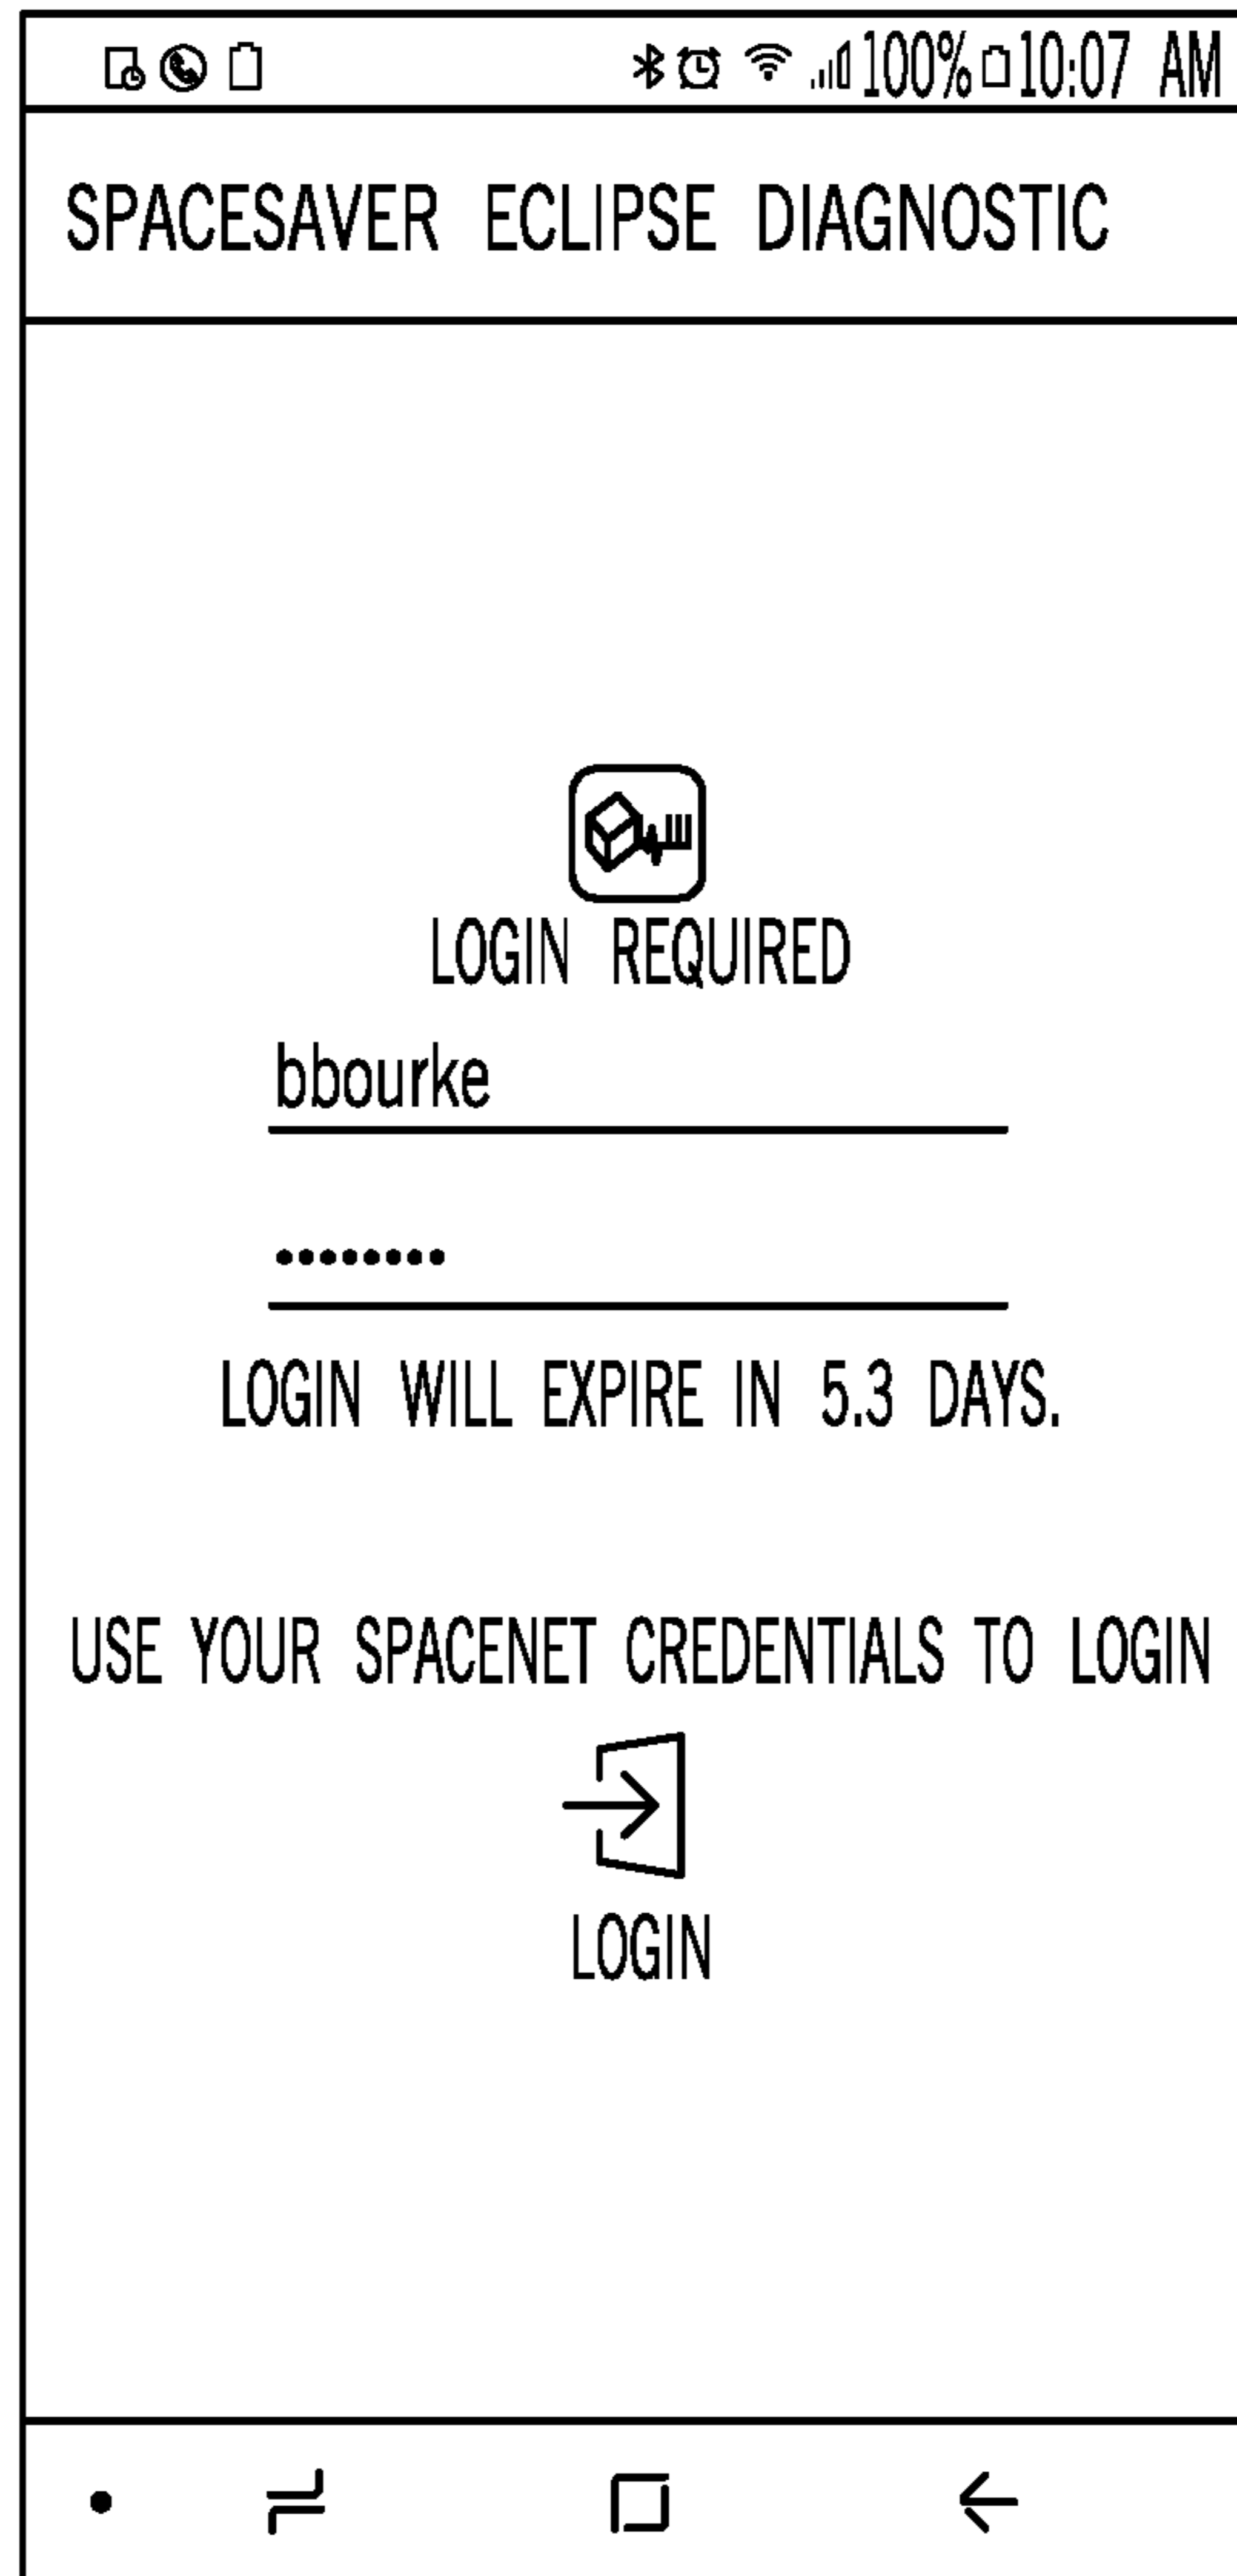 100% 10:07 AM
SPACESAVER ECLIPSE DIAGNOSTIC
LOGIN REQUIRED
bbourke
••••••••
LOGIN WILL EXPIRE IN 5.3 DAYS.
USE YOUR SPACENET CREDENTIALS TO LOGIN
LOGIN